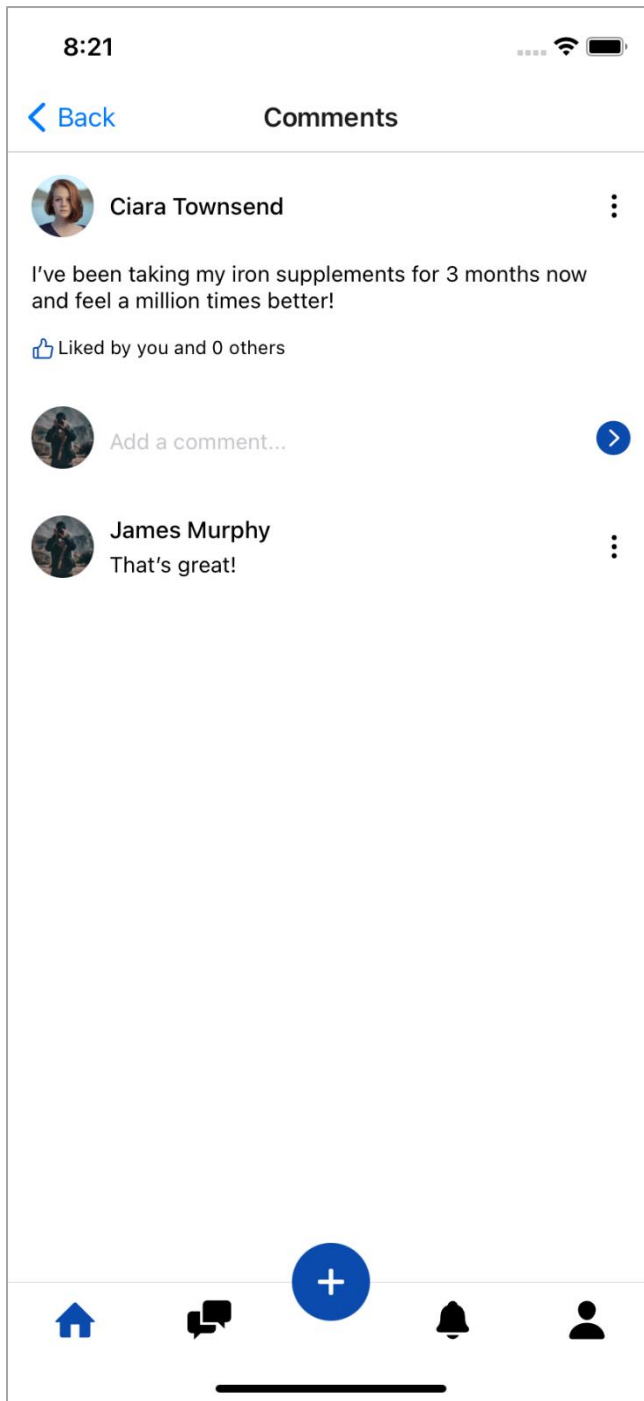 8:21
Back
Comments
Ciara Townsend
I’ve been taking my iron supplements for 3 months now
and feel a million times better!
Liked by you and 0 others
Add a comment...
James Murphy
That’s great!